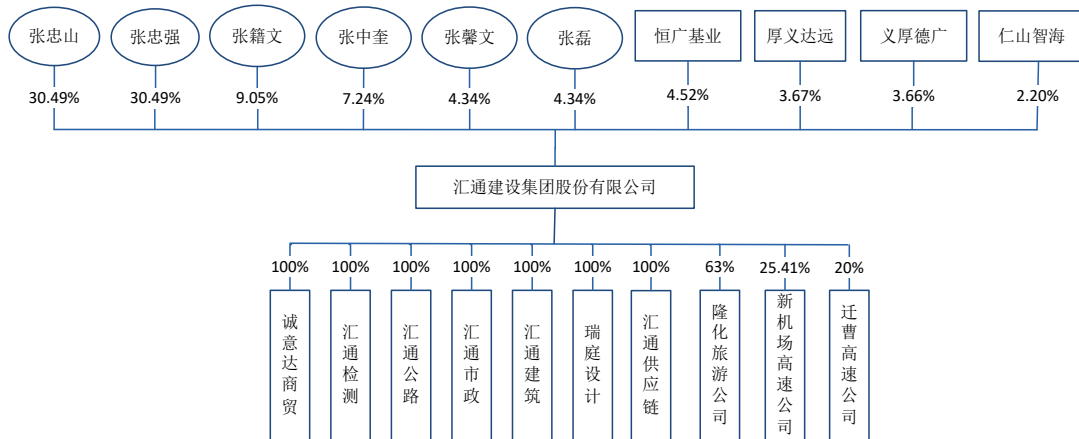 张忠山 张忠强 张籍文 张中奎 张馨文 张磊 恒广基业 厚义达远 义厚德广 仁山智海
30.49% 30.49% 9.05% 7.24% 4.34% 4.34% 4.52% 3.67% 3.66% 2.20%
汇通建设集团股份有限公司
100% 100% 100% 100% 100% 100% 100% 63% 25.41% 20%
诚意达商贸
汇通检测
汇通公路
汇通市政
汇通建筑
瑞庭设计
汇通供应链
隆化旅游公司
新机场高速公司
迁曹高速公司